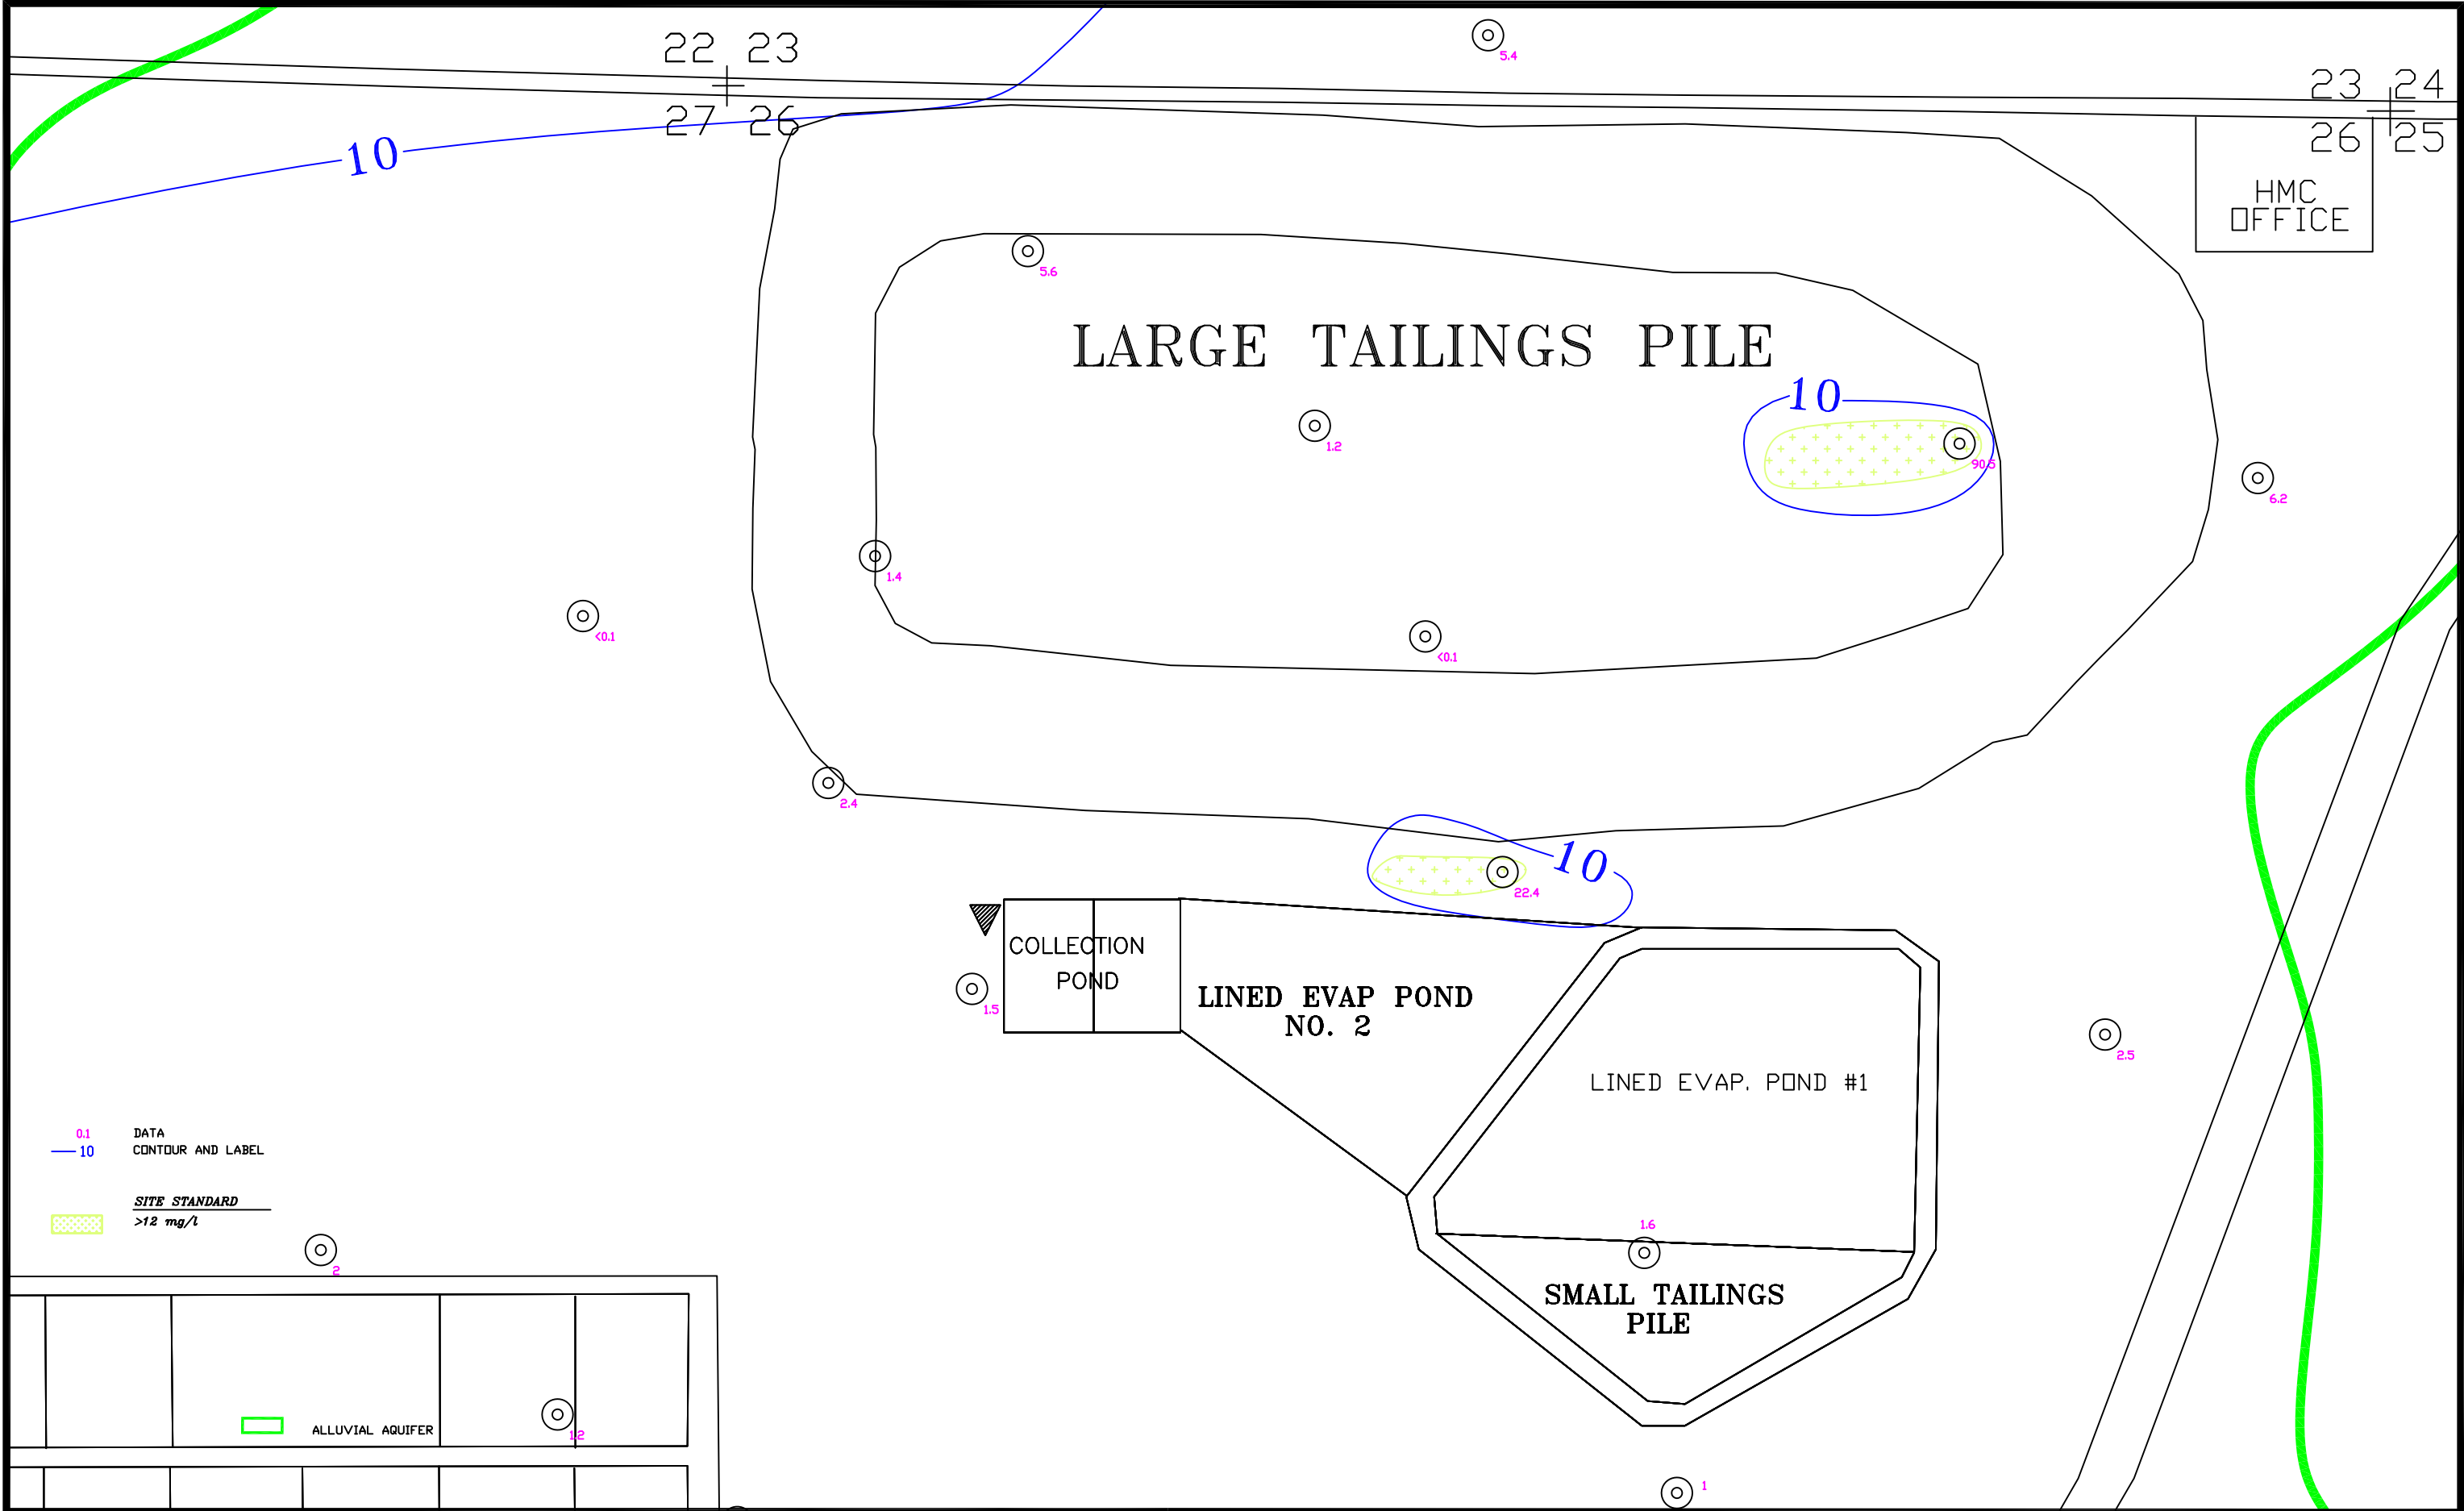 22 23
5.4
23 24
27 26
26 25
10
HMC
OFFICE
5.6
LARGE TAILINGS PILE
10
1.2
90.5
6.2
1.4
<0.1
<0.1
2.4
10
22.4
COLLECTION
POND
1.5
LINED EVAP POND
NO. 2
2.5
LINED EVAP. POND #1
0.1 DATA
10 CONTOUR AND LABEL
SITE STANDARD
>12 mg/l
1.6
2
SMALL TAILINGS
PILE
ALLUVIAL AQUIFER
1.2
1